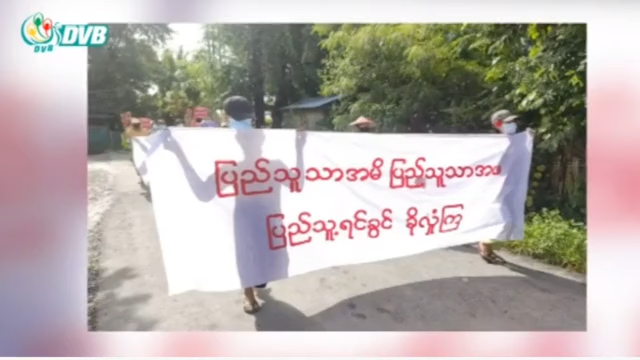 DVB
DVB
ပြည်သူသာအမိ ပြည်သူသာအဖ
ပြည်သူ့ရင်ခွင် ခိုလှုံကြ